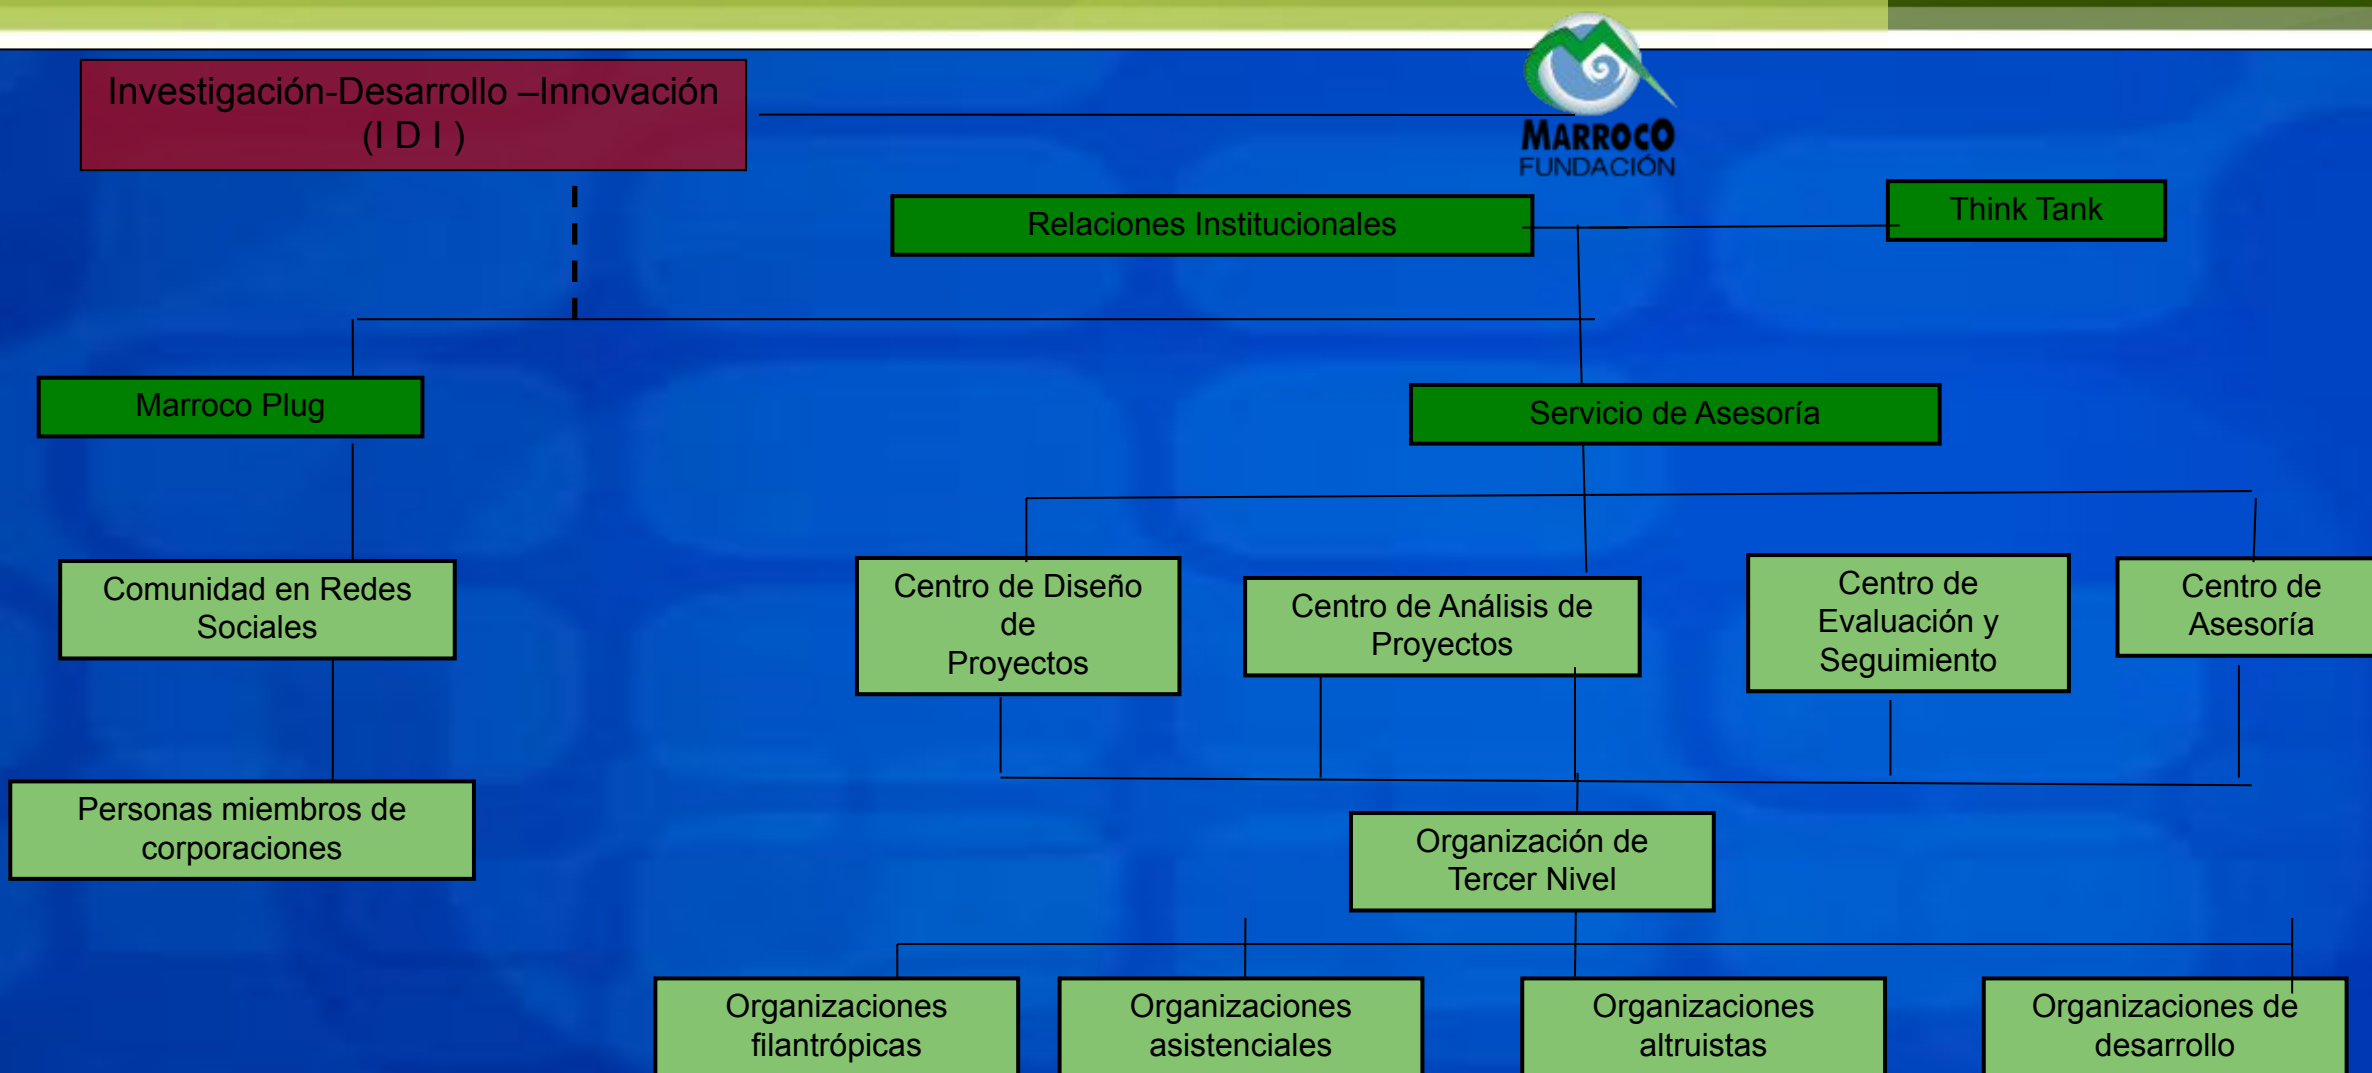 Investigación-Desarrollo –Innovación
(I D I )
MARROCO
FUNDACIÓN
Relaciones Institucionales
Think Tank
Marroco Plug
Servicio de Asesoría
Comunidad en Redes
Sociales
Centro de Diseño
de
Proyectos
Centro de Análisis de
Proyectos
Centro de
Evaluación y
Seguimiento
Centro de
Asesoría
Personas miembros de
corporaciones
Organización de
Tercer Nivel
Organizaciones
filantrópicas
Organizaciones
asistenciales
Organizaciones
altruistas
Organizaciones de
desarrollo